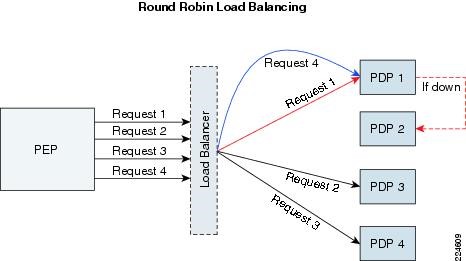 Round Robin Load Balancing
PEP
Request 1
Request 2
Request 3
Request 4
Load Balancer
Request 4
Request 1
Request 2
Request 3
PDP 1
If down
PDP 2
PDP 3
PDP 4
224609